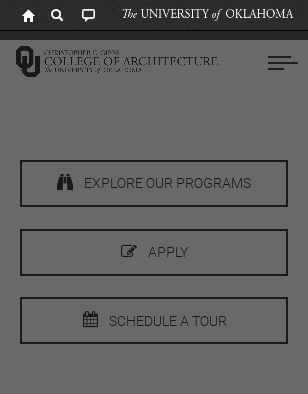 The UNIVERSITY of OKLAHOMA
CHRISTOPHER C. GIBBS
COLLEGE OF ARCHITECTURE
The UNIVERSITY of OKLAHOMA
EXPLORE OUR PROGRAMS
APPLY
SCHEDULE A TOUR